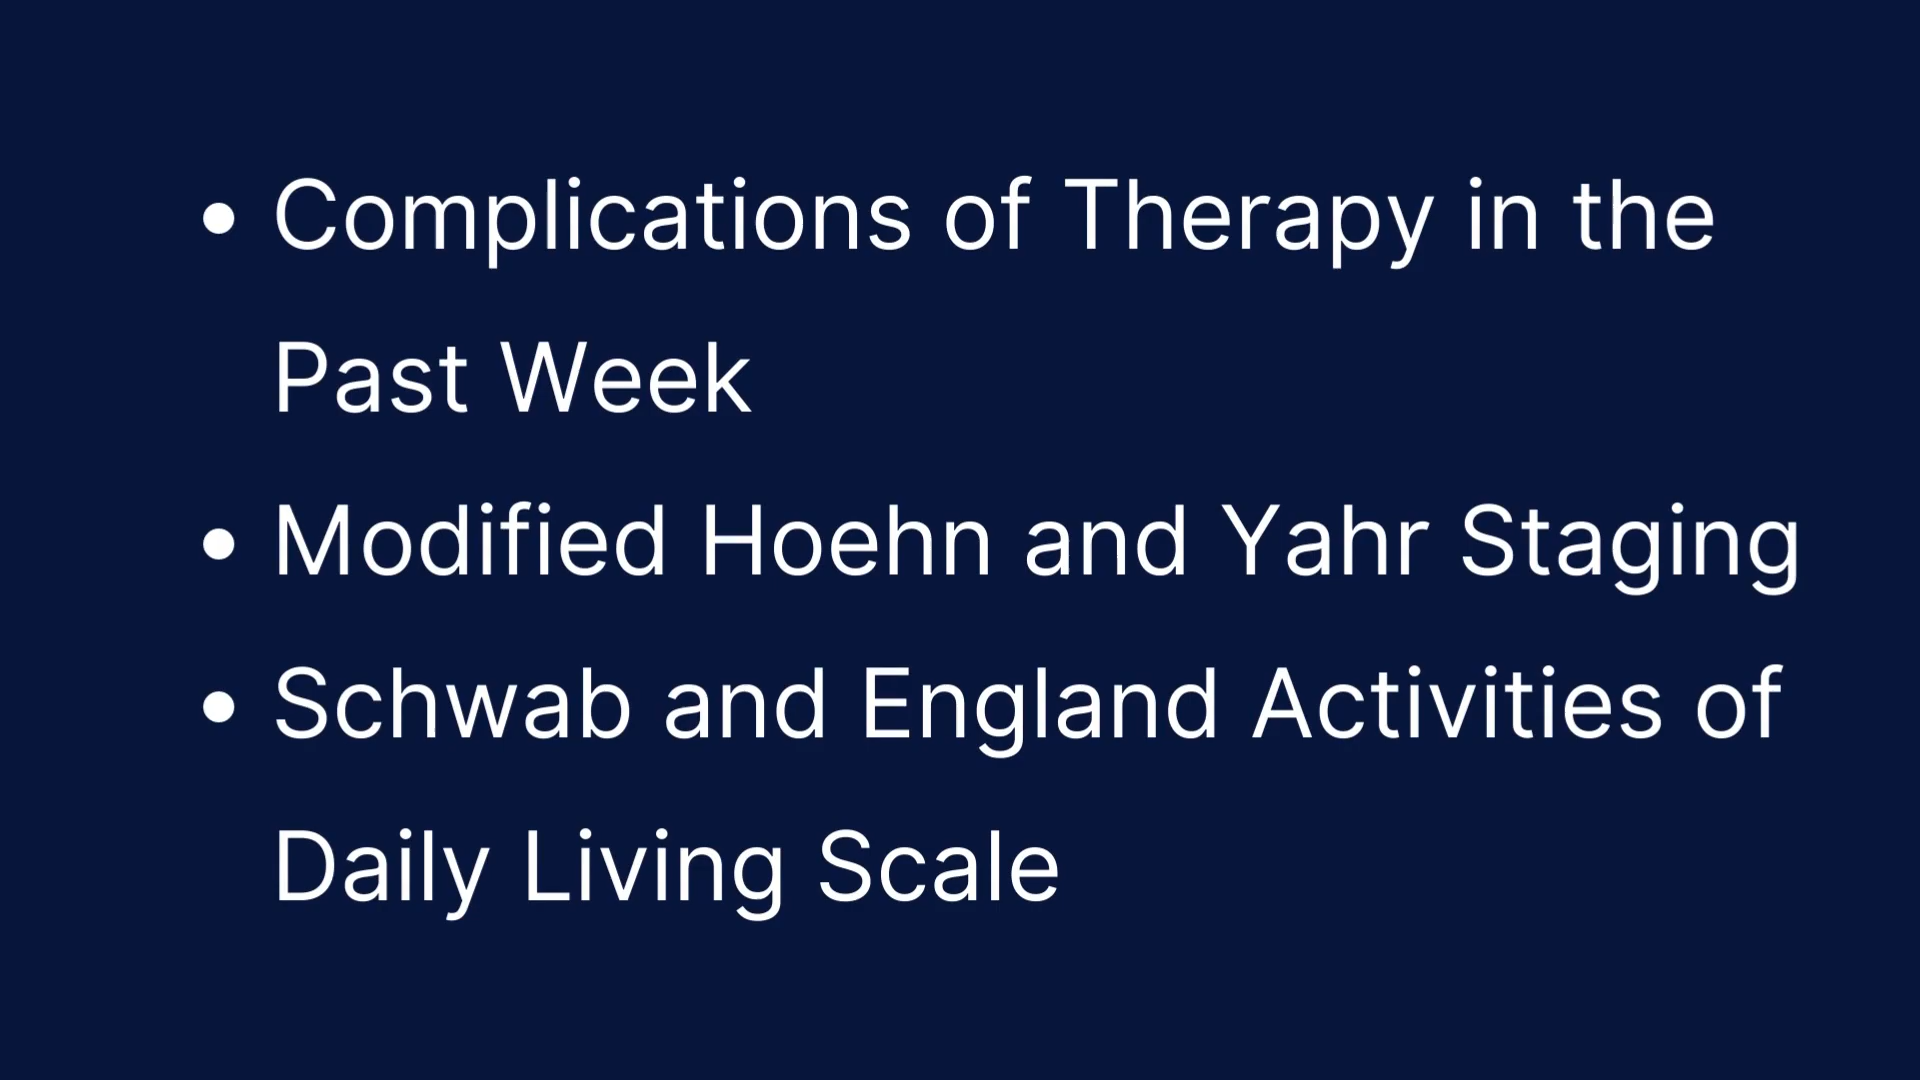 • Complications of Therapy in the
Past Week
• Modified Hoehn and Yahr Staging
• Schwab and England Activities of
Daily Living Scale